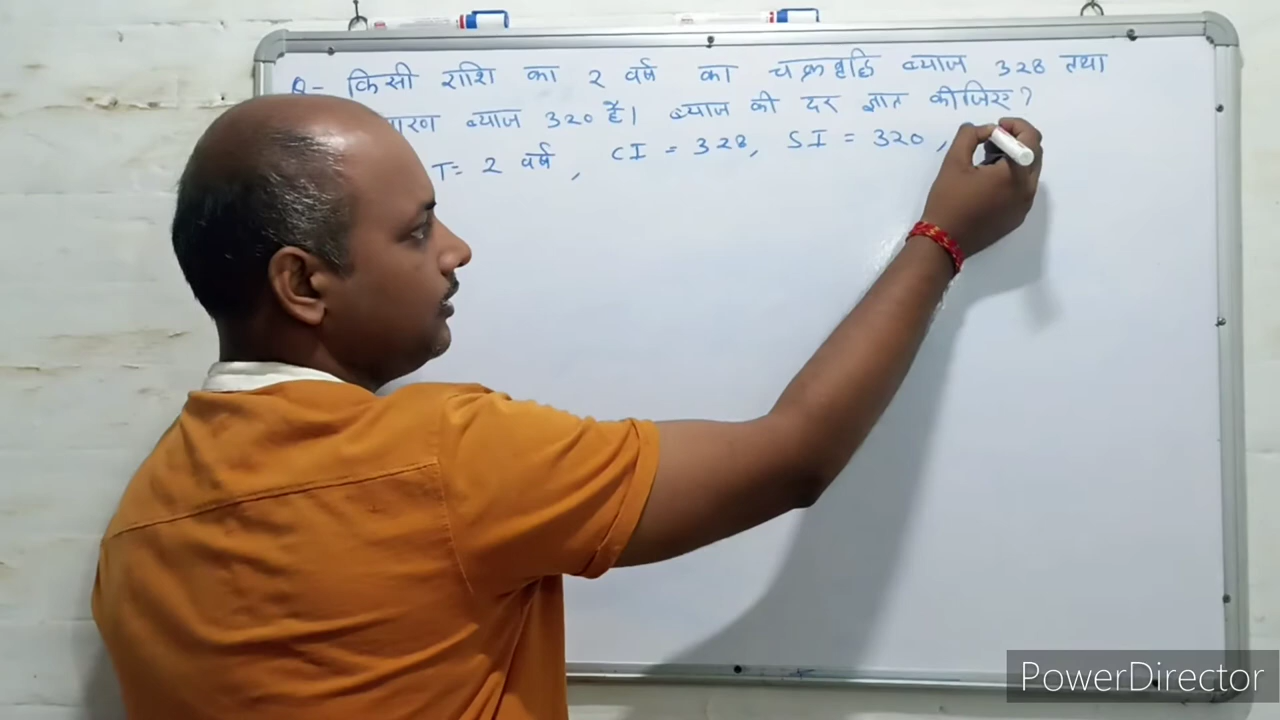 Q- किसी राशि का 2 वर्ष का चक्रवृद्धि ब्याज 328 तथा
ब्याज 320 है। ब्याज की दर ज्ञात कीजिए?
T= 2 वर्ष, CI = 328, SI = 320,
PowerDirector